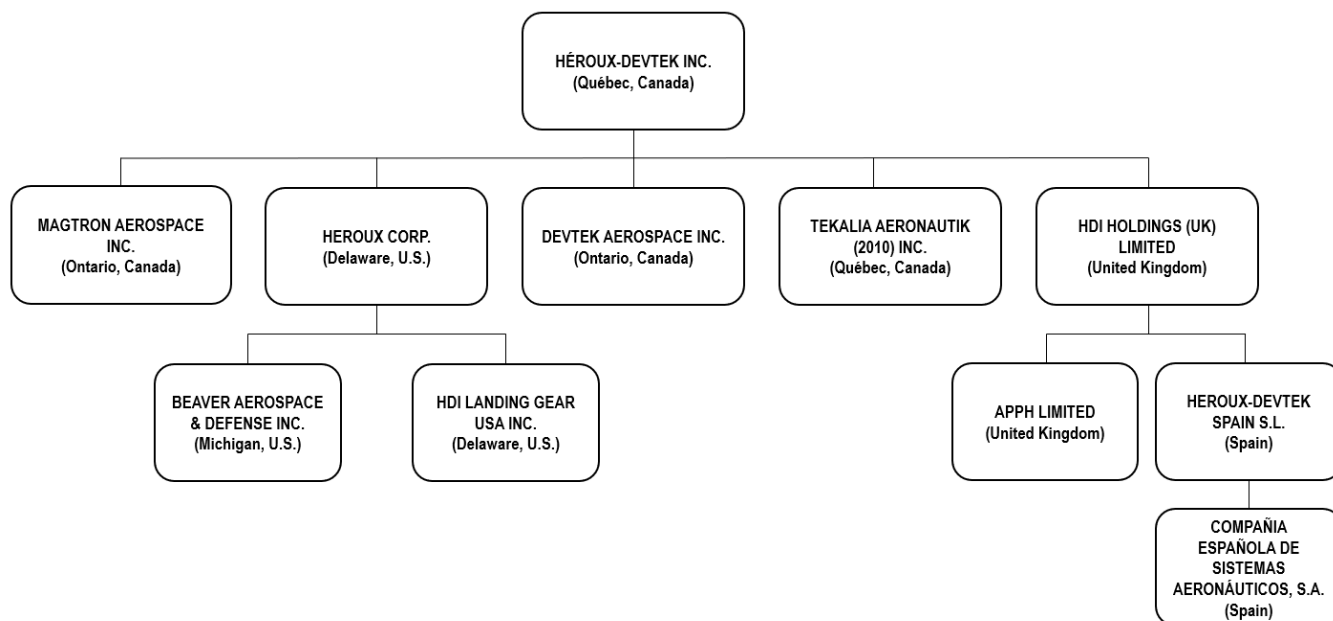 HÉROUX-DEVTEK INC.
(Québec, Canada)
MAGTRON AEROSPACE
INC.
(Ontario, Canada)
HEROUX CORP.
(Delaware, U.S.)
DEVTEK AEROSPACE INC.
(Ontario, Canada)
TEKALIA AERONAUTIK
(2010) INC.
(Québec, Canada)
HDI HOLDINGS (UK)
LIMITED
(United Kingdom)
BEAVER AEROSPACE
& DEFENSE INC.
(Michigan, U.S.)
HDI LANDING GEAR
USA INC.
(Delaware, U.S.)
APPH LIMITED
(United Kingdom)
HEROUX-DEVTEK
SPAIN S.L.
(Spain)
COMPAÑIA
ESPAÑOLA DE
SISTEMAS
AERONÁUTICOS, S.A.
(Spain)